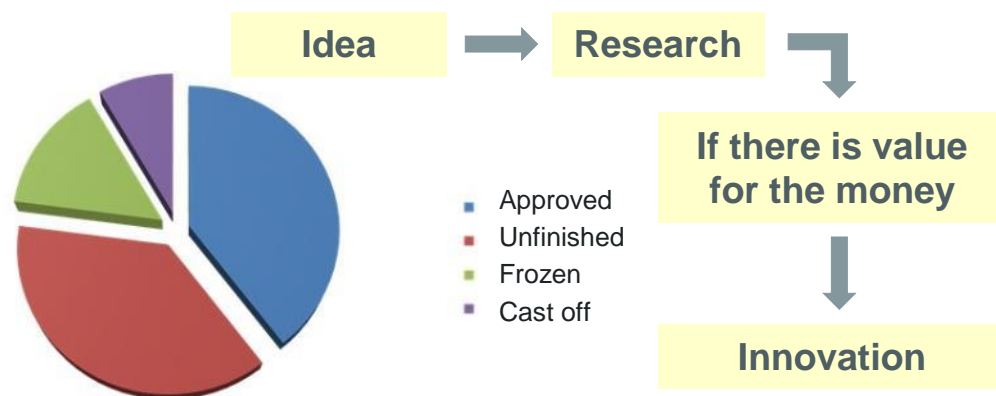 Idea
Research
If there is value
for the money
Approved
Unfinished
Frozen
Cast off
Innovation